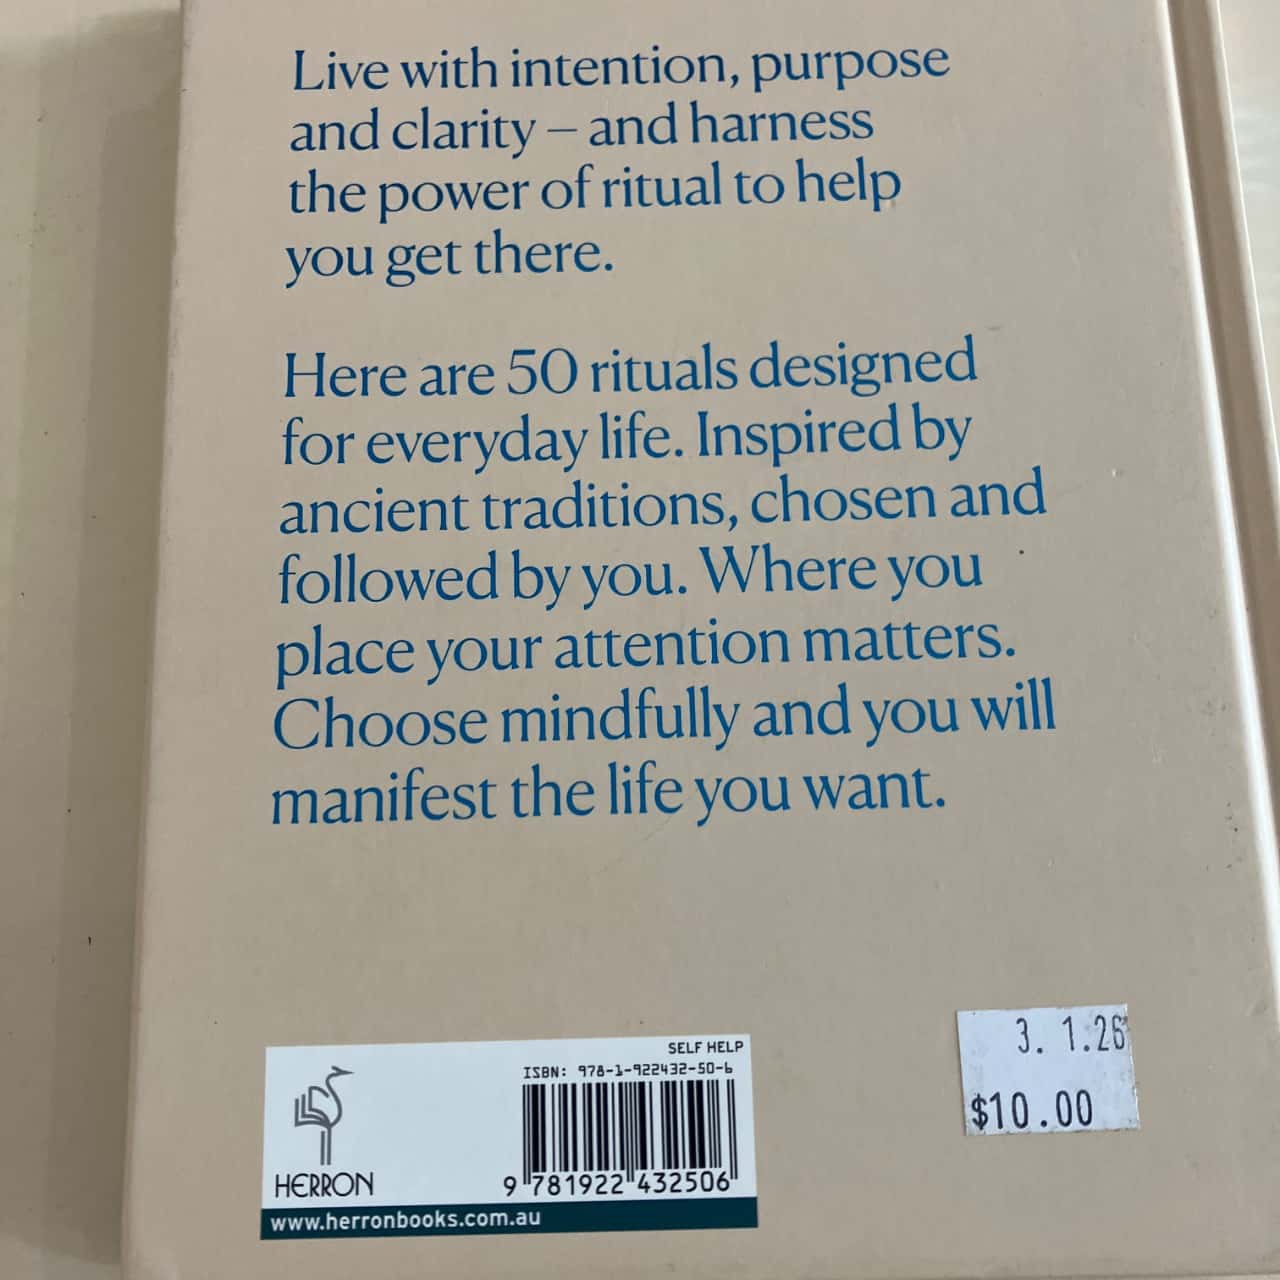 Live with intention, purpose
and clarity – and harness
the power of ritual to help
you get there.
Here are 50 rituals designed
for everyday life. Inspired by
ancient traditions, chosen and
followed by you. Where you
place your attention matters.
Choose mindfully and you will
manifest the life you want.
SELF HELP
ISBN: 978-1-922432-50-6
9 781922 432506
HERRON
www.herronbooks.com.au
3. 1.26
$10.00